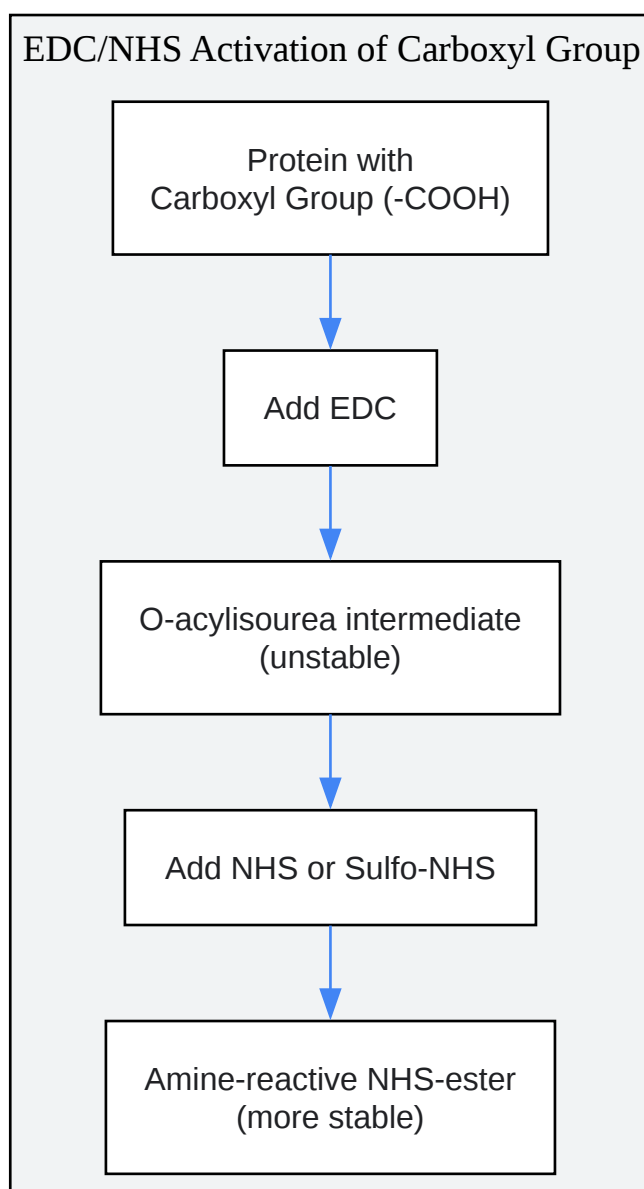 EDC/NHS Activation of Carboxyl Group
Protein with
Carboxyl Group (-COOH)
Add EDC
O-acylisourea intermediate
(unstable)
Add NHS or Sulfo-NHS
Amine-reactive NHS-ester
(more stable)